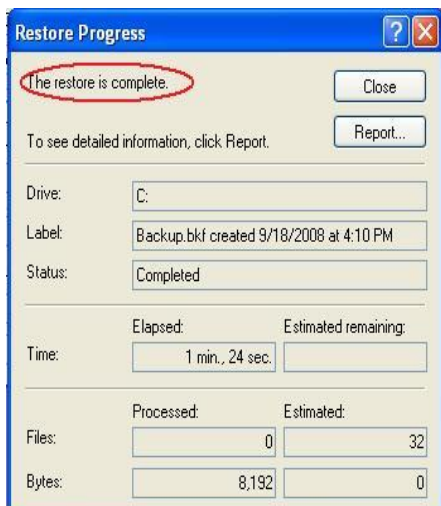 Restore Progress
The restore is complete.
Close
To see detailed information, click Report.
Report...
Drive: C:
Label: Backup.bkf created 9/18/2008 at 4:10 PM
Status: Completed
Elapsed: Estimated remaining:
Time: 1 min., 24 sec.
Processed: Estimated:
Files: 0 32
Bytes: 8,192 0